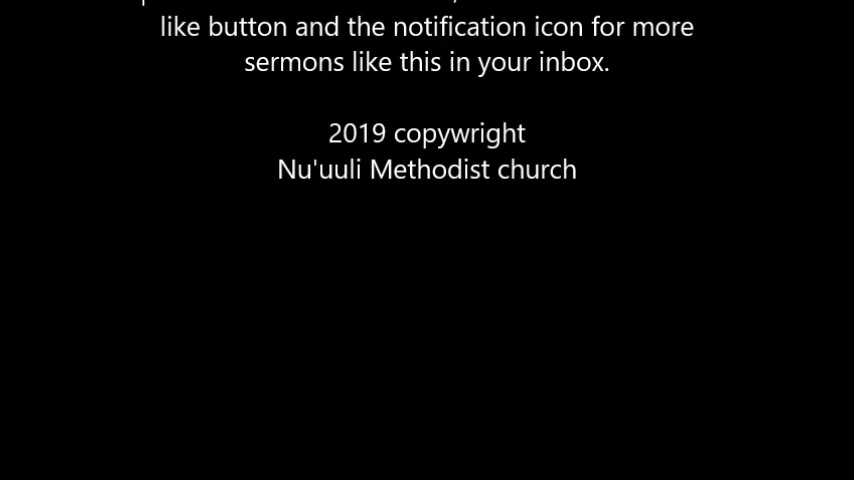 like button and the notification icon for more
sermons like this in your inbox.
2019 copywright
Nu'uuli Methodist church